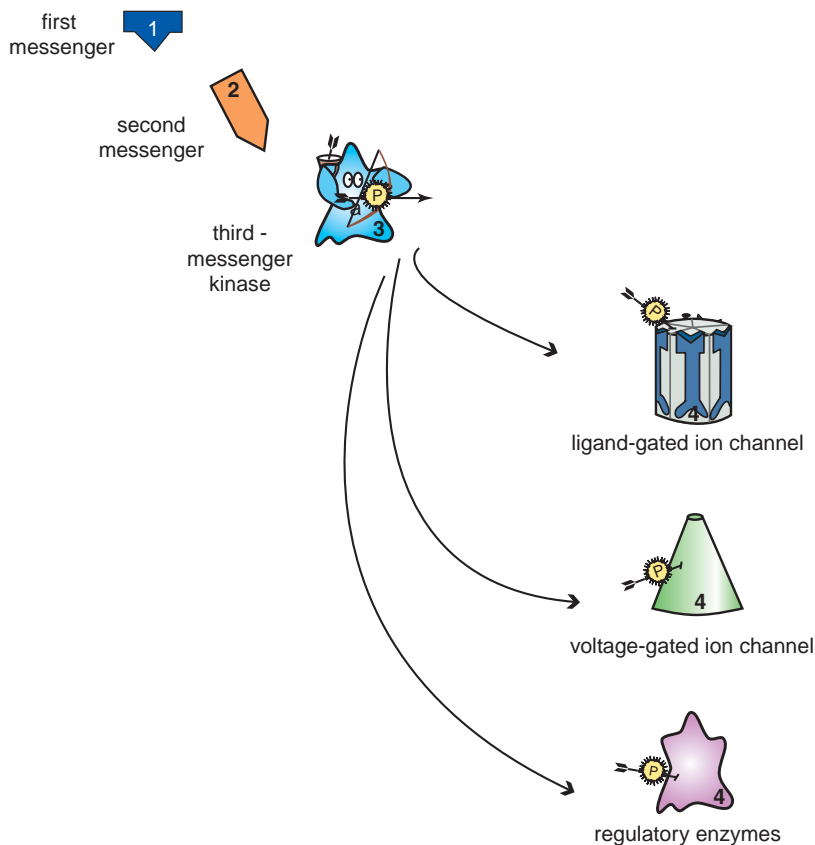 first
messenger
1
2
second
messenger
P
a
3
third -
messenger
kinase
P
4
ligand-gated ion channel
P
4
voltage-gated ion channel
P
4
regulatory enzymes